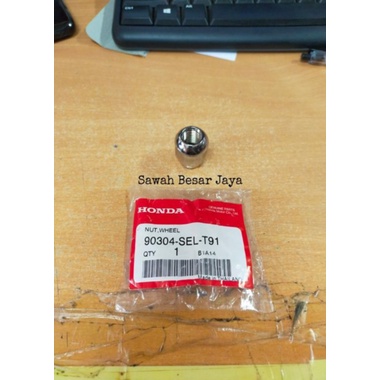 Sawah Besar Jaya
HONDA
NUT,WHEEL
90304-SEL-T91
QTY 1